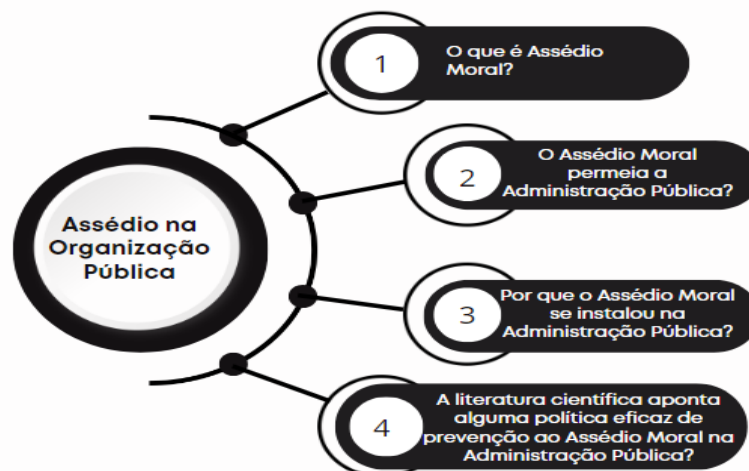 Assédio na
Organização
Pública
1
O que é Assédio
Moral?
2
O Assédio Moral
permeia a
Administração Pública?
3
Por que o Assédio Moral
se instalou na
Administração Pública?
4
A literatura científica aponta
alguma política eficaz de
prevenção ao Assédio Moral na
Administração Pública?